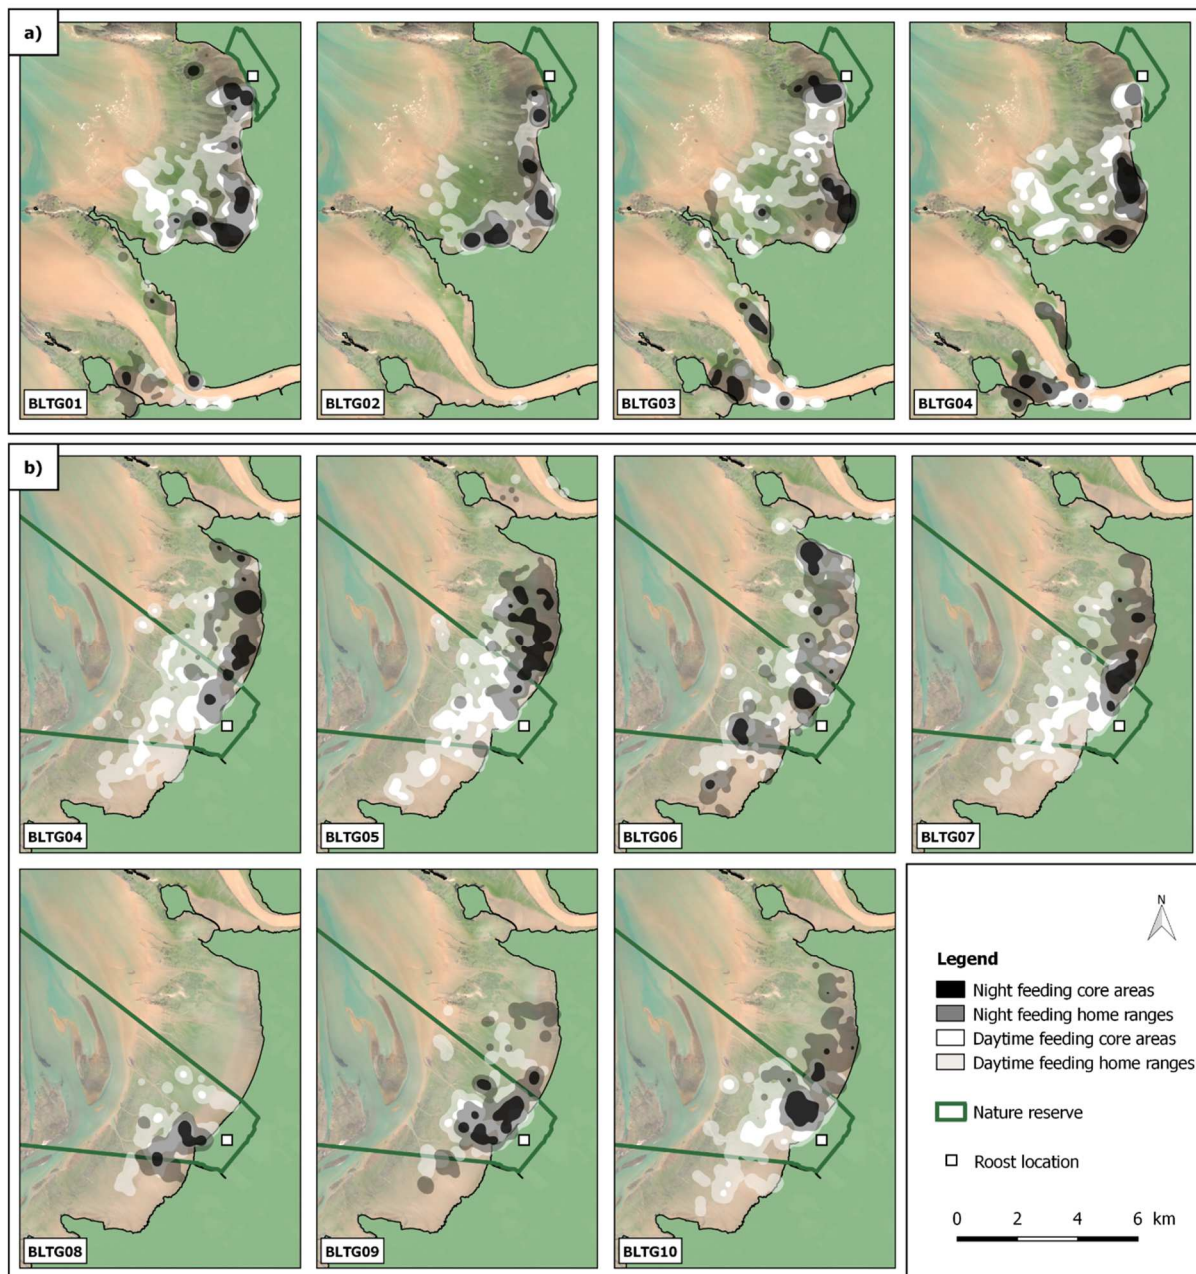 a)
BLTG01
BLTG02
BLTG03
BLTG04
b)
BLTG04
BLTG05
BLTG06
BLTG07
BLTG08
BLTG09
BLTG10
N
Legend
Night feeding core areas
Night feeding home ranges
Daytime feeding core areas
Daytime feeding home ranges
Nature reserve
Roost location
0 2 4 6 km